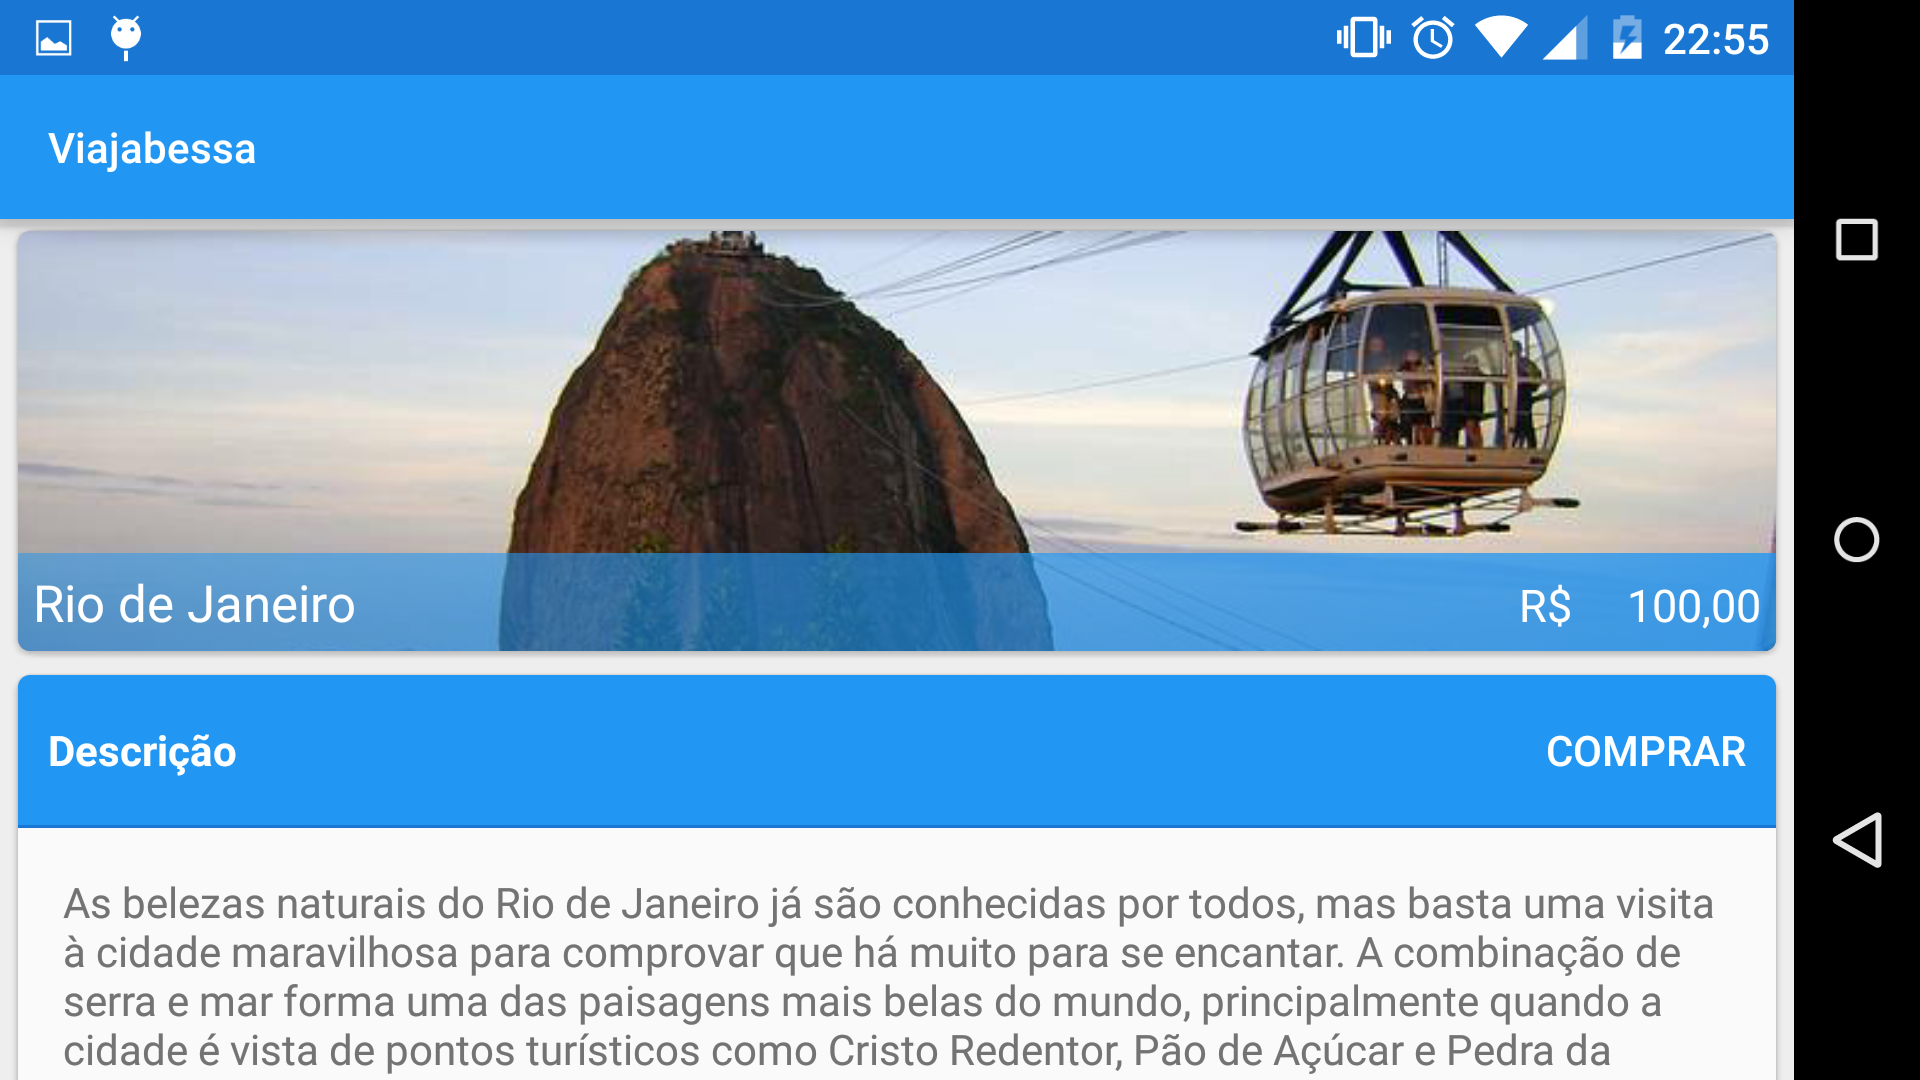 22:55
Viajabessa
Rio de Janeiro
R$ 100,00
Descrição
COMPRAR
As belezas naturais do Rio de Janeiro já são conhecidas por todos, mas basta uma visita
à cidade maravilhosa para comprovar que há muito para se encantar. A combinação de
serra e mar forma uma das paisagens mais belas do mundo, principalmente quando a
cidade é vista de pontos turísticos como Cristo Redentor, Pão de Açúcar e Pedra da